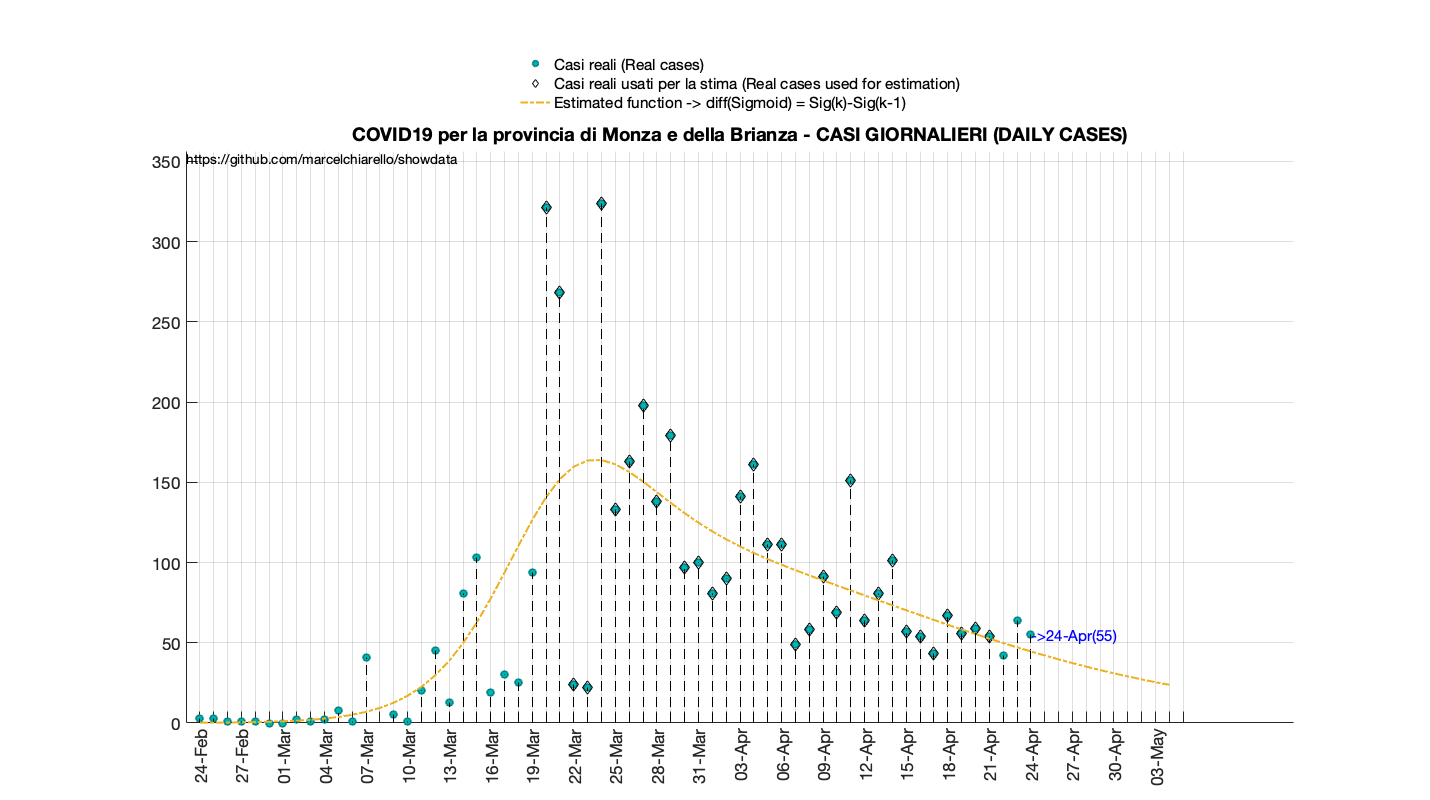 Casi reali (Real cases)
Casi reali usati per la stima (Real cases used for estimation)
Estimated function -> diff(Sigmoid) = Sig(k)-Sig(k-1)
COVID19 per la provincia di Monza e della Brianza - CASI GIORNALIERI (DAILY CASES)
https://github.com/marcelchiarello/showdata
350
300
250
200
150
100
50
0
->24-Apr(55)
24-Feb
27-Feb
01-Mar
04-Mar
07-Mar
10-Mar
13-Mar
16-Mar
19-Mar
22-Mar
25-Mar
28-Mar
31-Mar
03-Apr
06-Apr
09-Apr
12-Apr
15-Apr
18-Apr
21-Apr
24-Apr
27-Apr
30-Apr
03-May